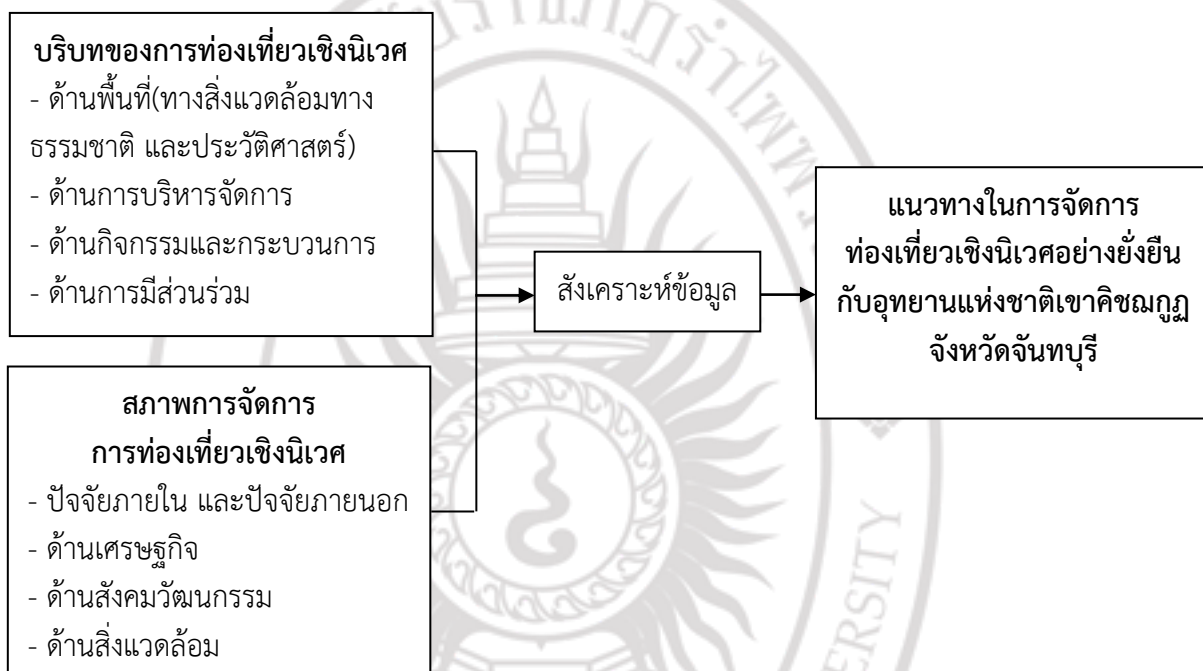 บริบทของการท่องเที่ยวเชิงนิเวศ
- ด้านพื้นที่(ทางสิ่งแวดล้อมทาง
ธรรมชาติ และประวัติศาสตร์)
- ด้านการบริหารจัดการ
- ด้านกิจกรรมและกระบวนการ
- ด้านการมีส่วนร่วม
สภาพการจัดการ
การท่องเที่ยวเชิงนิเวศ
- ปัจจัยภายใน และปัจจัยภายนอก
- ด้านเศรษฐกิจ
- ด้านสังคมวัฒนกรรม
- ด้านสิ่งแวดล้อม
สังเคราะห์ข้อมูล
แนวทางในการจัดการ
ท่องเที่ยวเชิงนิเวศอย่างยั่งยืน
กับอุทยานแห่งชาติเขาคิชฌกูฏ
จังหวัดจันทบุรี